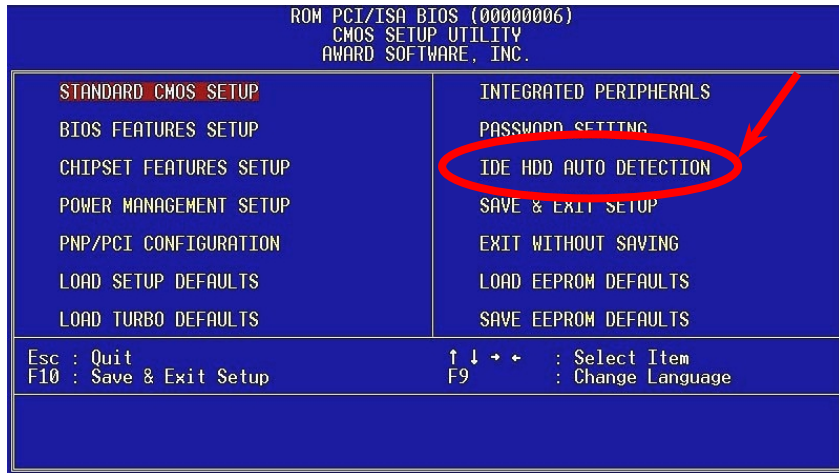 ROM PCI/ISA BIOS (00000006)
CMOS SETUP UTILITY
AWARD SOFTWARE, INC.
STANDARD CMOS SETUP
BIOS FEATURES SETUP
CHIPSET FEATURES SETUP
POWER MANAGEMENT SETUP
PNP/PCI CONFIGURATION
LOAD SETUP DEFAULTS
LOAD TURBO DEFAULTS
INTEGRATED PERIPHERALS
PASSWORD SETTING
IDE HDD AUTO DETECTION
SAVE & EXIT SETUP
EXIT WITHOUT SAVING
LOAD EEPROM DEFAULTS
SAVE EEPROM DEFAULTS
Esc : Quit
F10 : Save & Exit Setup
↑ ↓ → ← : Select Item
F9 : Change Language